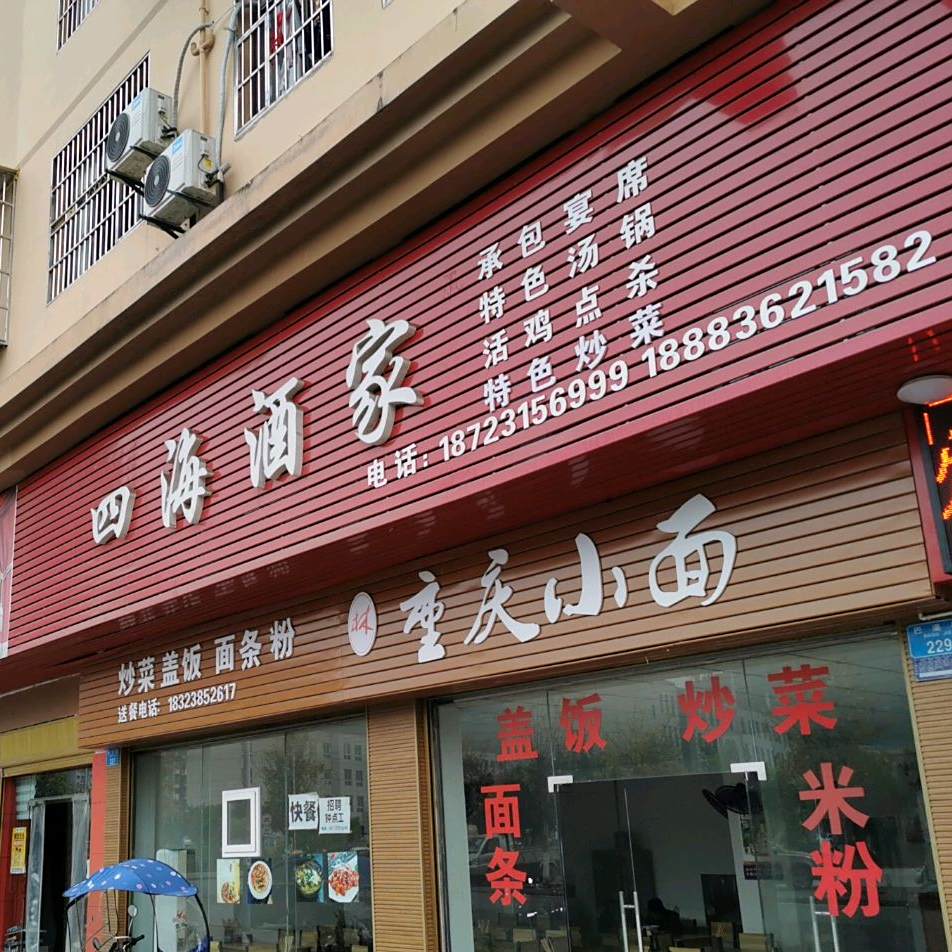 承包宴席
特色汤锅
活鸡点杀
特色炒菜
四海酒家
电话:18723156999 18883621582
林 重庆小面
炒菜盖饭 面条粉
送餐电话: 18323852617
盖饭 炒菜
面条
米粉
快餐
招聘
钟点工
229